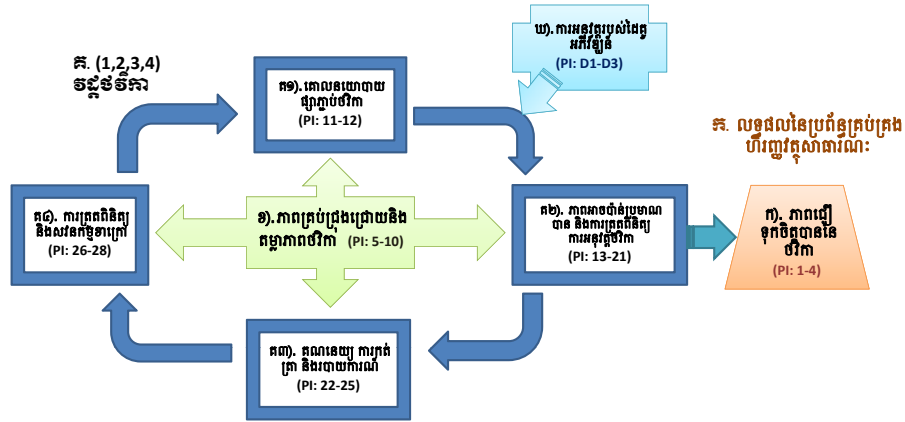 គ. (1,2,3,4)
វដ្តថវិកា
ឃ). ការអនុវត្តរបស់ដៃគូ
អភិវឌ្ឍន៍
(PI: D1-D3)
គ១). គោលនយោបាយ
ផ្សាភ្ជាប់ថវិកា
(PI: 11-12)
ក. លទ្ធផលនៃប្រព័ន្ធគ្រប់គ្រង
ហិរញ្ញវត្ថុសាធារណៈ
គ៤). ការត្រួតពិនិត្យ
និងសវនកម្មខាងក្រៅ
(PI: 26-28)
ខ). ភាពគ្រប់ជ្រុងជ្រោយនិង
តម្លាភាពថវិកា (PI: 5-10)
គ២). ភាពអាចប៉ាន់ប្រមាណ
បាន និងការត្រួតពិនិត្យ
ការអនុវត្តថវិកា
(PI: 13-21)
ក). ភាពជឿ
ទុកចិត្តបាននៃ
ថវិកា
(PI: 1-4)
គ៣). គណនេយ្យ ការកត់
ត្រា និងរបាយការណ៍
(PI: 22-25)